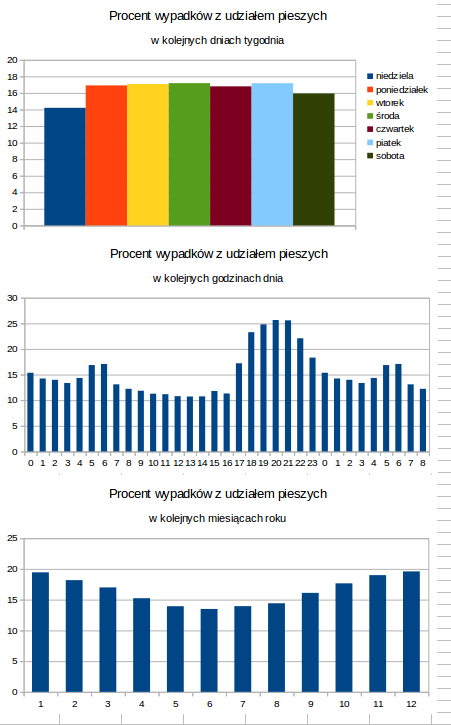 Procent wypadków z udziałem pieszych
w kolejnych dniach tygodnia
20
18
16
14
12
10
8
6
4
2
0
niedziela
poniedziałek
wtorek
środa
czwartek
piatek
sobota
Procent wypadków z udziałem pieszych
w kolejnych godzinach dnia
30
25
20
15
10
5
0
0 1 2 3 4 5 6 7 8 9 10 11 12 13 14 15 16 17 18 19 20 21 22 23 0 1 2 3 4 5 6 7 8
Procent wypadków z udziałem pieszych
w kolejnych miesiącach roku
25
20
15
10
5
0
1 2 3 4 5 6 7 8 9 10 11 12